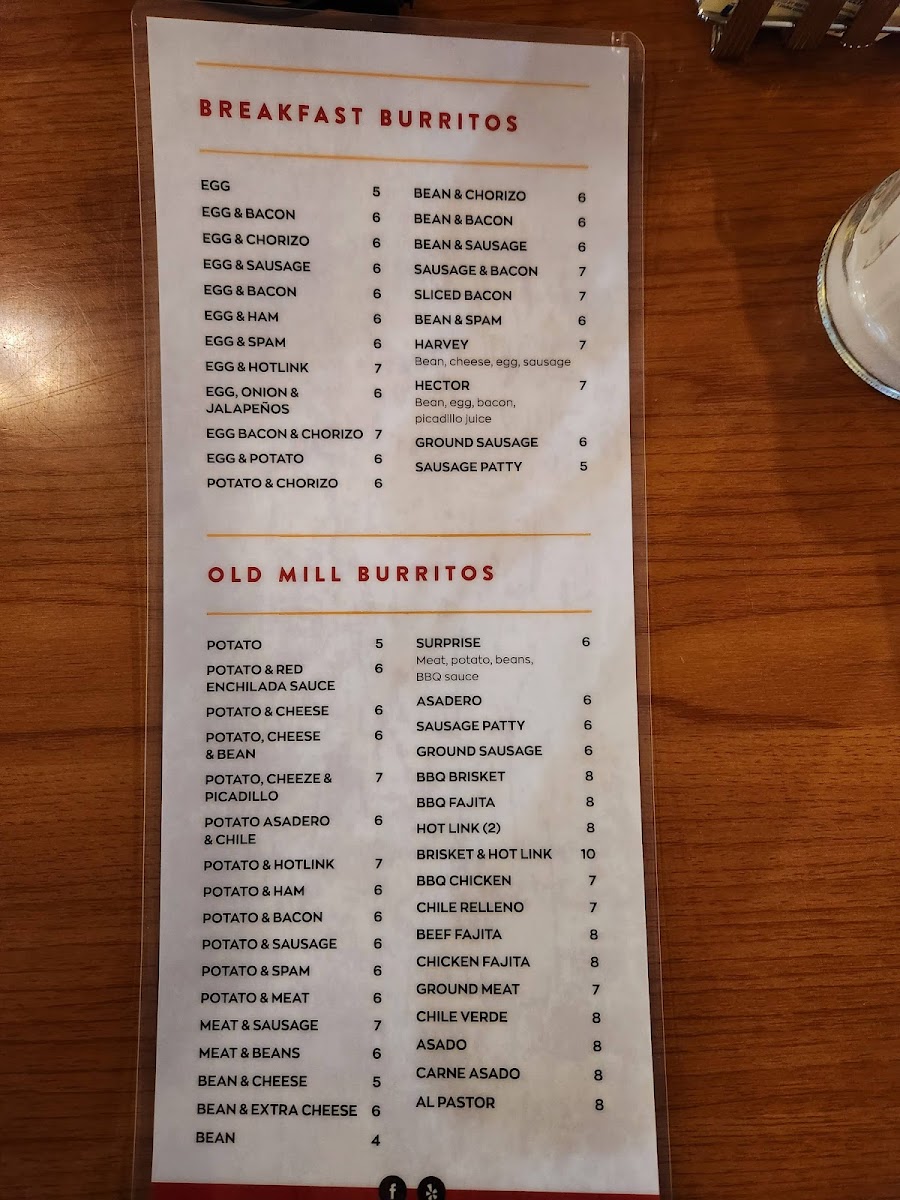 BREAKFAST BURRITOS
EGG 5
EGG & BACON 6
EGG & CHORIZO 6
EGG & SAUSAGE 6
EGG & BACON 6
EGG & HAM 6
EGG & SPAM 6
EGG & HOTLINK 7
EGG, ONION & 6
JALAPEÑOS
EGG BACON & CHORIZO 7
EGG & POTATO 6
POTATO & CHORIZO 6
BEAN & CHORIZO 6
BEAN & BACON 6
BEAN & SAUSAGE 6
SAUSAGE & BACON 7
SLICED BACON 7
BEAN & SPAM 6
HARVEY 7
Bean, cheese, egg, sausage
HECTOR 7
Bean, egg, bacon,
picadillo juice
GROUND SAUSAGE 6
SAUSAGE PATTY 5
OLD MILL BURRITOS
POTATO 5
POTATO & RED 6
ENCHILADA SAUCE
POTATO & CHEESE 6
POTATO, CHEESE 6
& BEAN
POTATO, CHEEZE & 7
PICADILLO
POTATO ASADERO 6
& CHILE
POTATO & HOTLINK 7
POTATO & HAM 6
POTATO & BACON 6
POTATO & SAUSAGE 6
POTATO & SPAM 6
POTATO & MEAT 6
MEAT & SAUSAGE 7
MEAT & BEANS 6
BEAN & CHEESE 5
BEAN & EXTRA CHEESE 6
BEAN 4
SURPRISE 6
Meat, potato, beans,
BBQ sauce
ASADERO 6
SAUSAGE PATTY 6
GROUND SAUSAGE 6
BBQ BRISKET 8
BBQ FAJITA 8
HOT LINK (2) 8
BRISKET & HOT LINK 10
BBQ CHICKEN 7
CHILE RELLENO 7
BEEF FAJITA 8
CHICKEN FAJITA 8
GROUND MEAT 7
CHILE VERDE 8
ASADO 8
CARNE ASADO 8
AL PASTOR 8